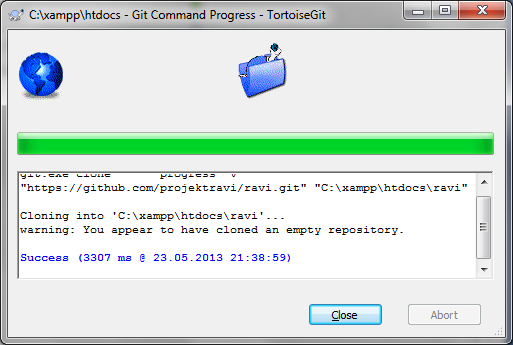 C:\xampp\htdocs - Git Command Progress - TortoiseGit
git.exe clone progress v
"https://github.com/projektravi/ravi.git" "C:\xampp\htdocs\ravi"
Cloning into 'C:\xampp\htdocs\ravi'...
warning: You appear to have cloned an empty repository.
Success (3307 ms @ 23.05.2013 21:38:59)
Close
Abort